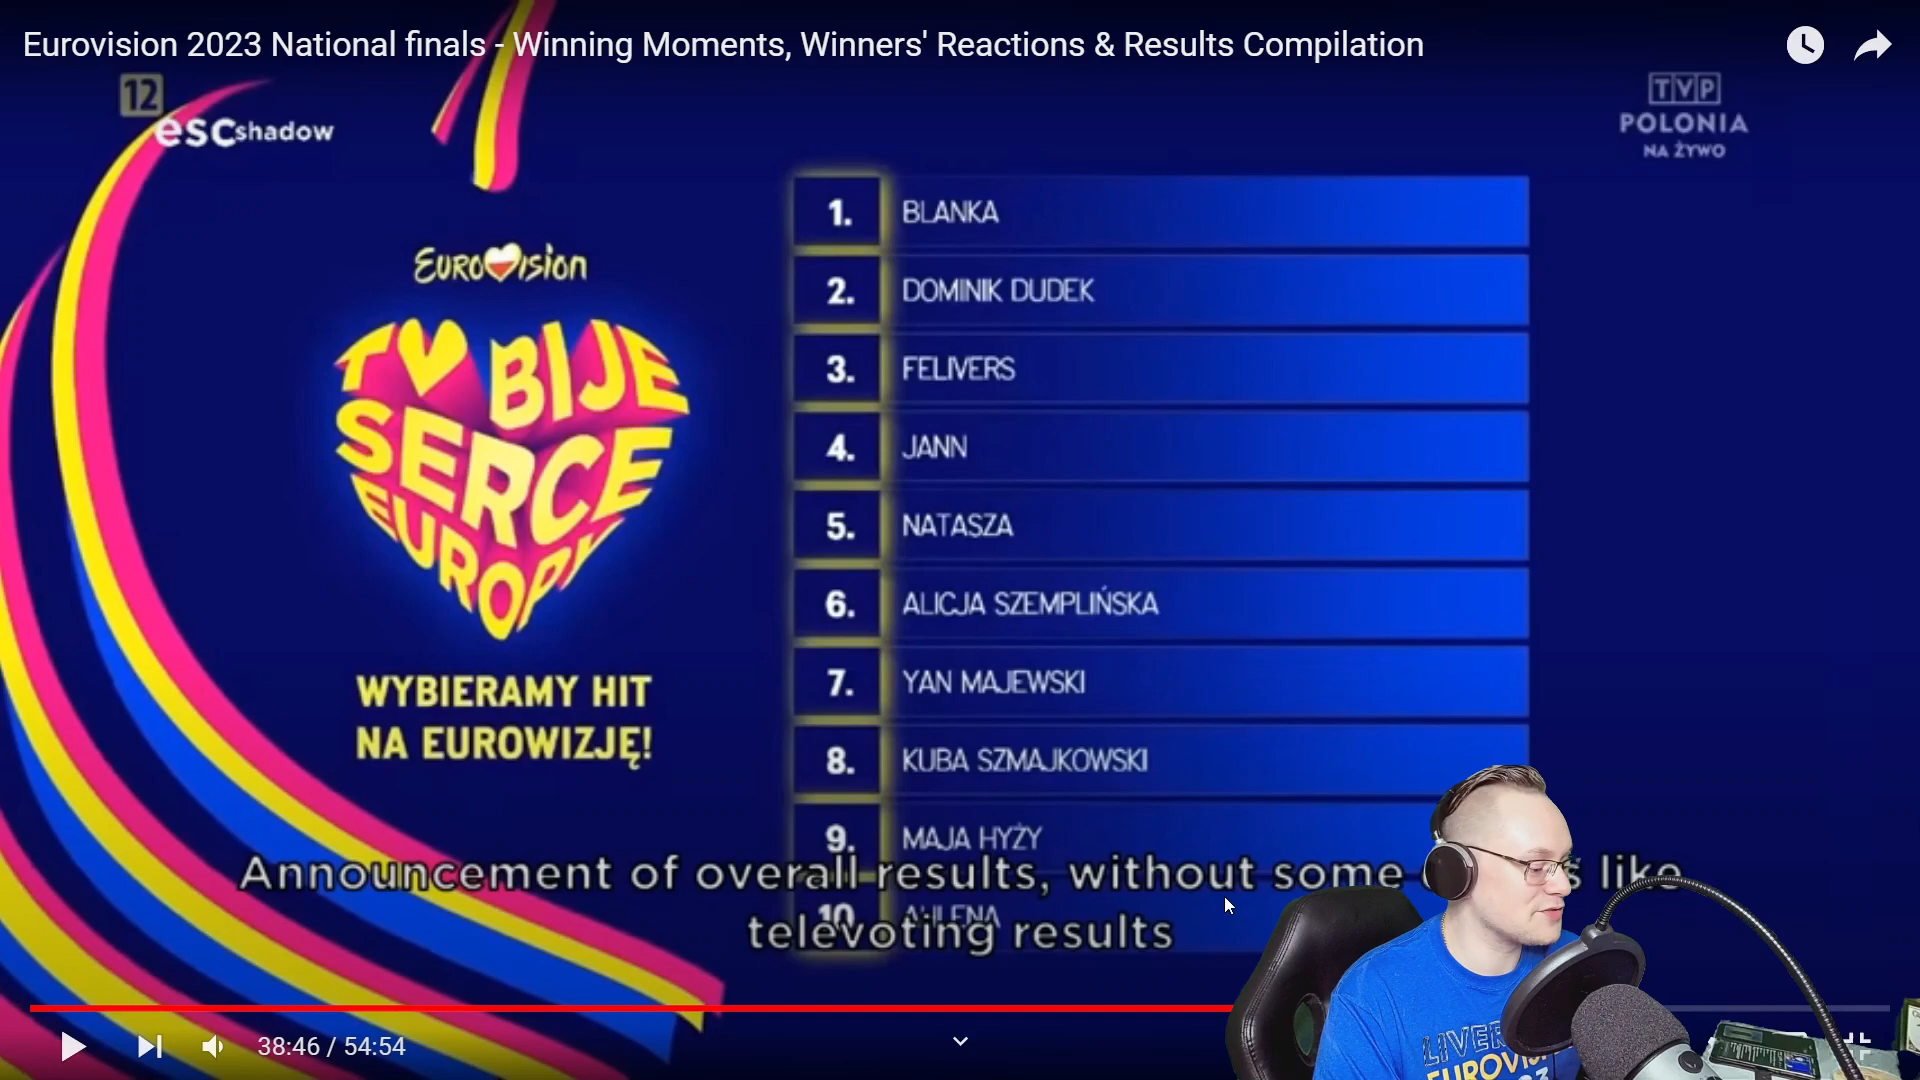 Eurovision 2023 National finals - Winning Moments, Winners' Reactions & Results Compilation
12
escshadow
TVP
POLONIA
NA ŻYWO
EUROVISION
TU BIJE
SERCE
EUROPY
WYBIERAMY HIT
NA EUROWIZJĘ!
1. BLANKA
2. DOMINIK DUDEK
3. FELIVERS
4. JANN
5. NATASZA
6. ALICJA SZEMPLIŃSKA
7. YAN MAJEWSKI
8. KUBA SZMAJKOWSKI
9. MAJA HYŻY
10. AHLENA
Announcement of overall results, without some like
televoting results
38:46 / 54:54